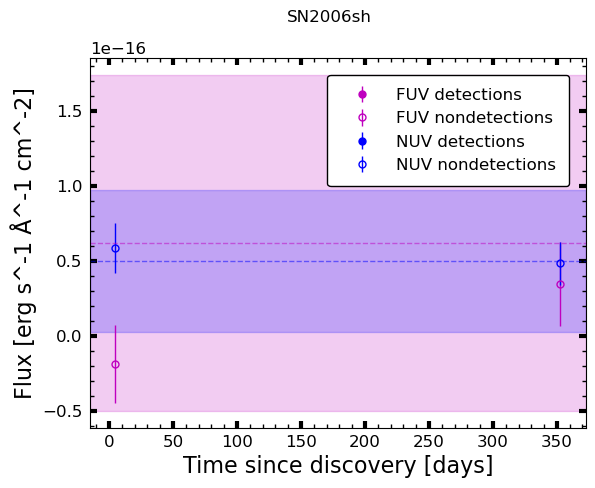 SN2006sh
1e−16
FUV detections
FUV nondetections
NUV detections
NUV nondetections
1.5
1.0
0.5
0.0
−0.5
Flux [erg s^-1 Å^-1 cm^-2]
0 50 100 150 200 250 300 350
Time since discovery [days]